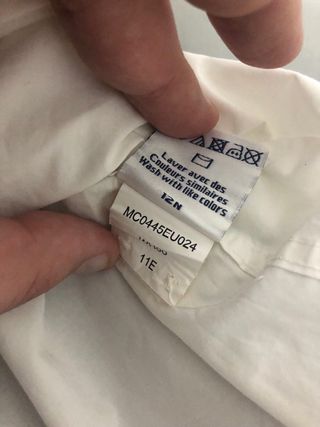 Laver avec des
Couleurs similaires
Wash with like colors
12N
MC0445EU024
11E